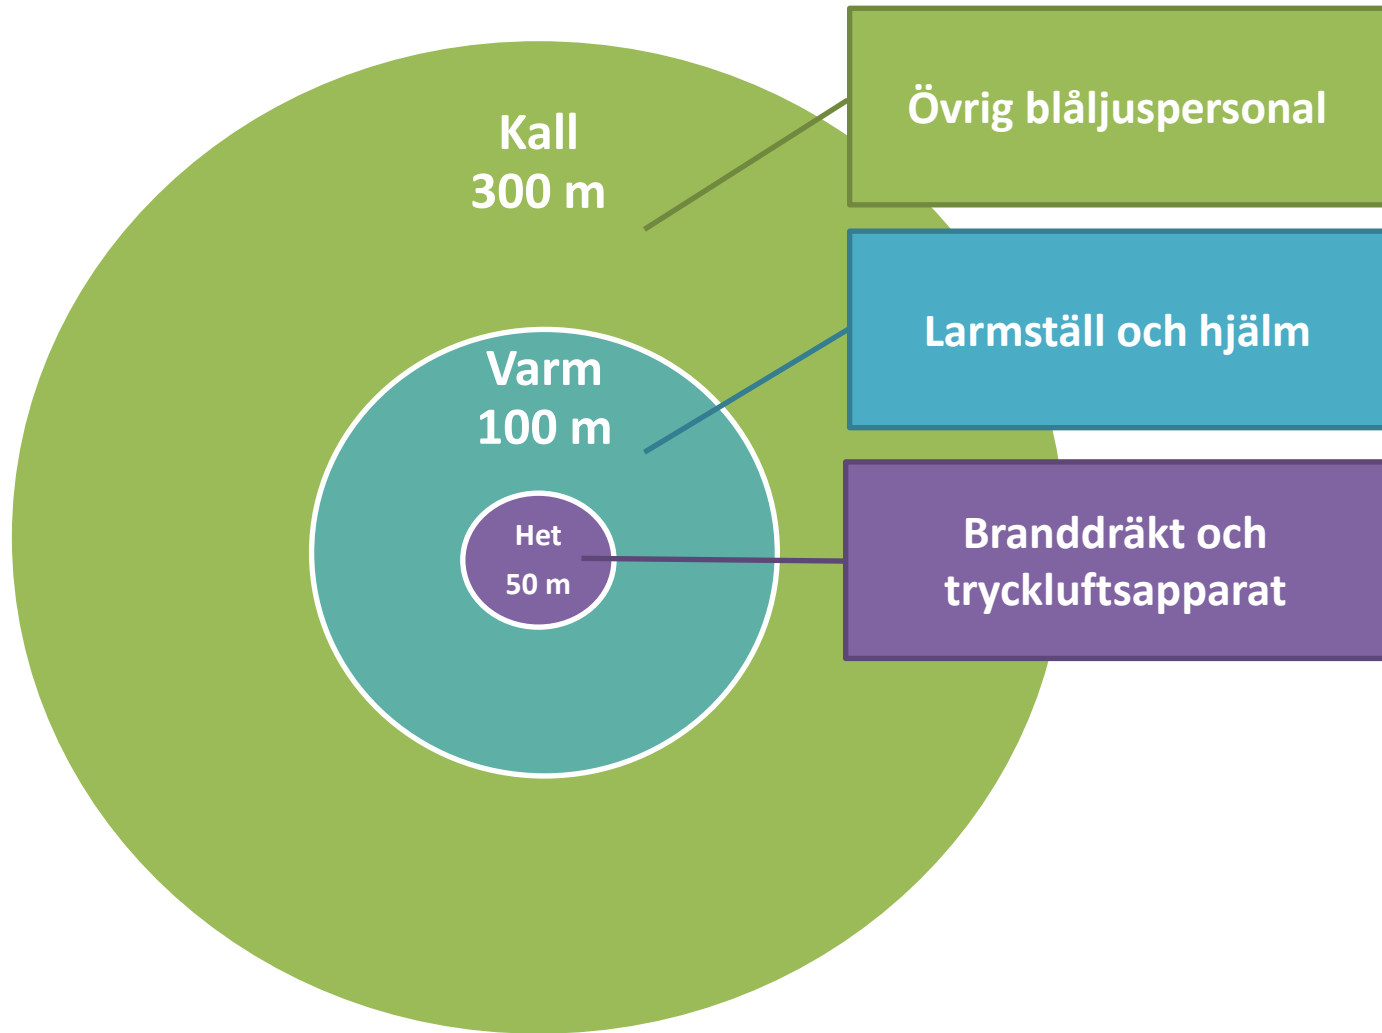 Kall
300 m
Övrig blåljuspersonal
Varm
100 m
Larmställ och hjälm
Het
50 m
Branddräkt och
tryckluftsapparat